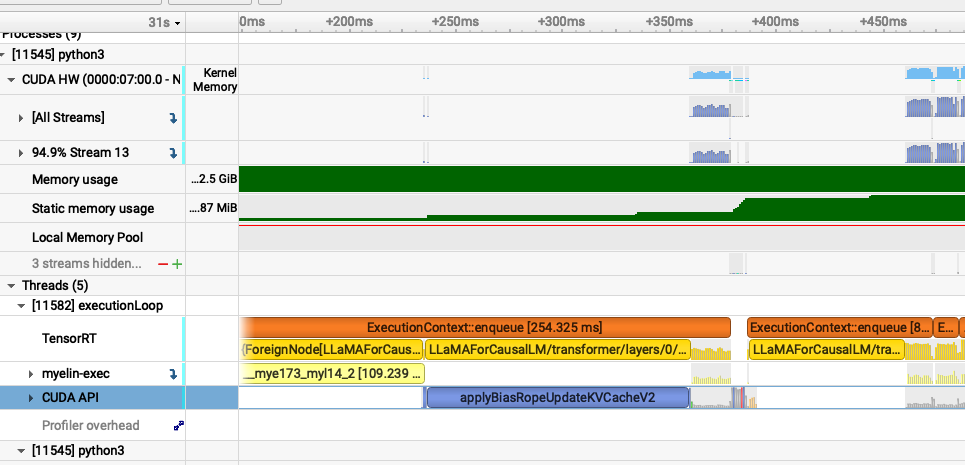 31s
0ms +200ms +250ms +300ms +350ms +400ms +450ms
Processes (9)
[11545] python3
CUDA HW (0000:07:00.0 - N
Kernel
Memory
[All Streams]
94.9% Stream 13
Memory usage
...2.5 GiB
Static memory usage
....87 MiB
Local Memory Pool
3 streams hidden...
Threads (5)
[11582] executionLoop
TensorRT
ExecutionContext::enqueue [254.325 ms]
ExecutionContext::enqueue [8...
E...
{ForeignNode[LLaMAForCaus...
LLaMAForCausalLM/transformer/layers/0/...
LLaMAForCausalLM/tra...
myelin-exec
__mye173_myl14_2 [109.239 ...
CUDA API
applyBiasRopeUpdateKVCacheV2
Profiler overhead
[11545] python3